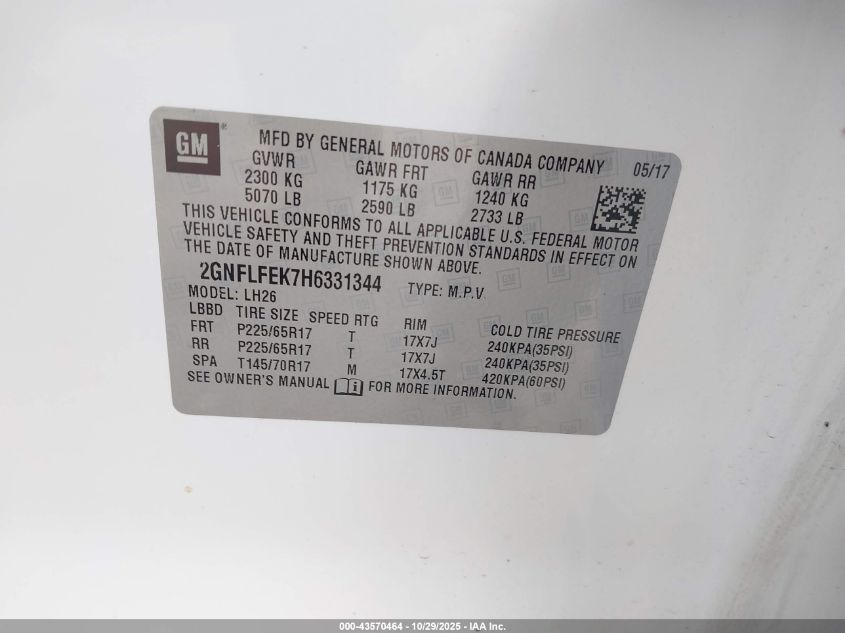 GM ®
MFD BY GENERAL MOTORS OF CANADA COMPANY 05/17
GVWR GAWR FRT GAWR RR
2300 KG 1175 KG 1240 KG
5070 LB 2590 LB 2733 LB
THIS VEHICLE CONFORMS TO ALL APPLICABLE U.S. FEDERAL MOTOR
VEHICLE SAFETY AND THEFT PREVENTION STANDARDS IN EFFECT ON
THE DATE OF MANUFACTURE SHOWN ABOVE.
2GNFLFEK7H6331344 TYPE: M.P.V
MODEL: LH26
LBBD TIRE SIZE SPEED RTG RIM COLD TIRE PRESSURE
FRT P225/65R17 T 17X7J 240KPA(35PSI)
RR P225/65R17 T 17X7J 240KPA(35PSI)
SPA T145/70R17 M 17X4.5T 420KPA(60PSI)
SEE OWNER'S MANUAL i FOR MORE INFORMATION.
000-43570464 - 10/29/2025 - IAA Inc.